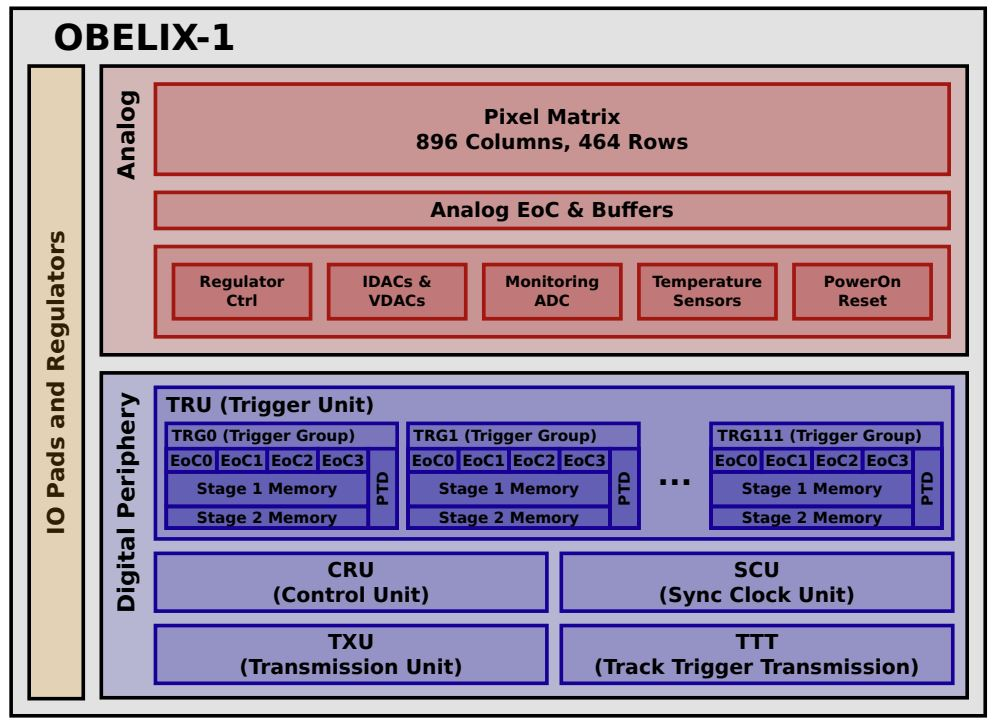 OBELIX-1
IO Pads and Regulators
Analog
Pixel Matrix
896 Columns, 464 Rows
Analog EoC & Buffers
Regulator
Ctrl
IDACs &
VDACs
Monitoring
ADC
Temperature
Sensors
PowerOn
Reset
Digital Periphery
TRU (Trigger Unit)
TRG0 (Trigger Group)
EoC0 EoC1 EoC2 EoC3
Stage 1 Memory
Stage 2 Memory
PTD
TRG1 (Trigger Group)
EoC0 EoC1 EoC2 EoC3
Stage 1 Memory
Stage 2 Memory
PTD
...
TRG111 (Trigger Group)
EoC0 EoC1 EoC2 EoC3
Stage 1 Memory
Stage 2 Memory
PTD
CRU
(Control Unit)
SCU
(Sync Clock Unit)
TXU
(Transmission Unit)
TTT
(Track Trigger Transmission)